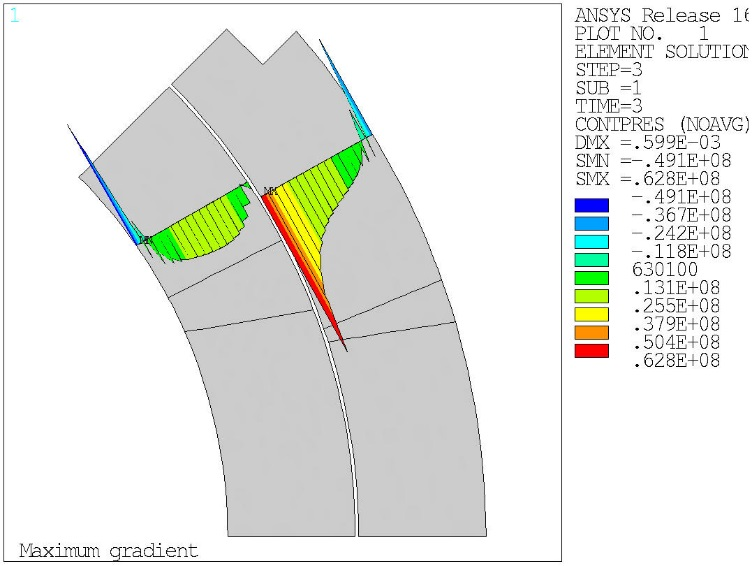 1
ANSYS Release 16
PLOT NO. 1
ELEMENT SOLUTION
STEP=3
SUB =1
TIME=3
CONTPRES (NOAVG)
DMX =.599E-03
SMN =-.491E+08
SMX =.628E+08
-.491E+08
-.367E+08
-.242E+08
-.118E+08
630100
.131E+08
.255E+08
.379E+08
.504E+08
.628E+08
MX
MN
Maximum gradient